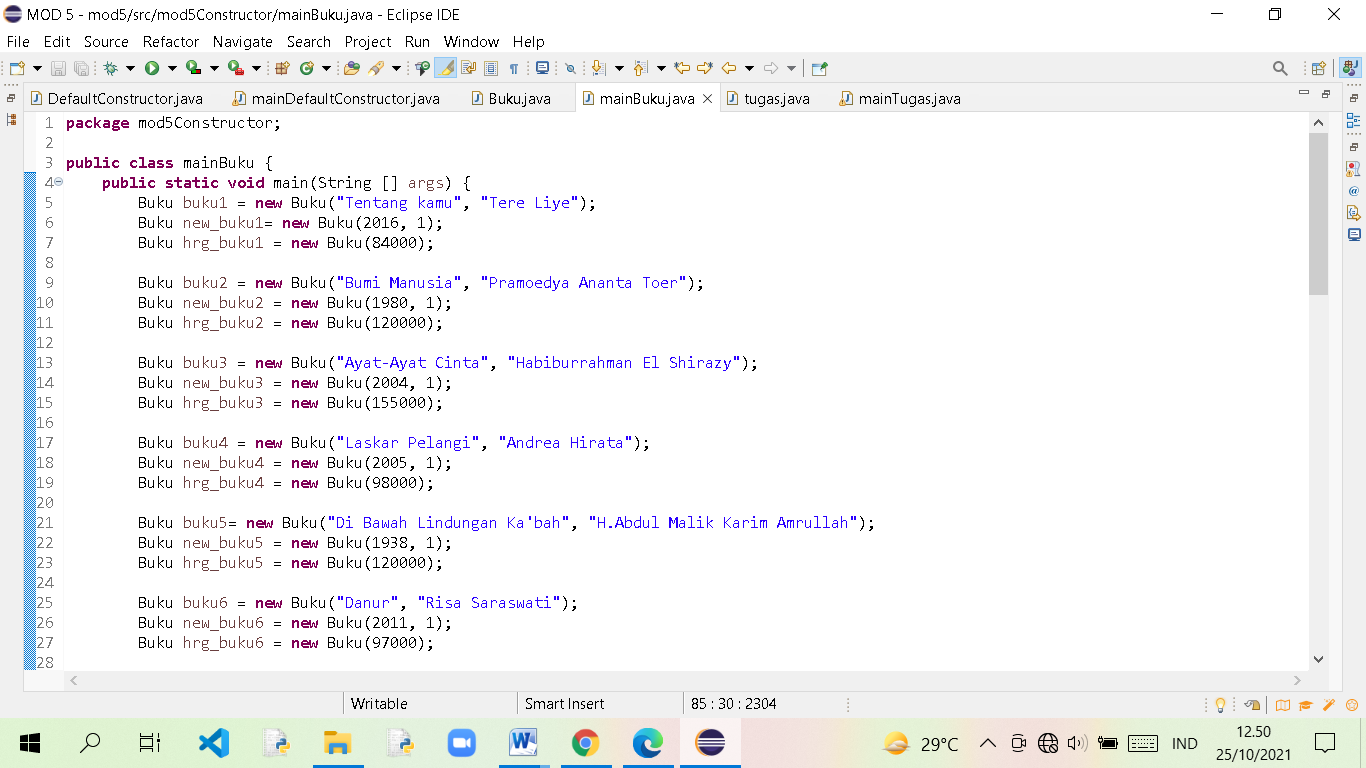 MOD 5 - mod5/src/mod5Constructor/mainBuku.java - Eclipse IDE
File Edit Source Refactor Navigate Search Project Run Window Help
DefaultConstructor.java mainDefaultConstructor.java Buku.java mainBuku.java tugas.java mainTugas.java
1 package mod5Constructor;
2
3 public class mainBuku {
4 public static void main(String [] args) {
5 Buku buku1 = new Buku("Tentang kamu", "Tere Liye");
6 Buku new_buku1= new Buku(2016, 1);
7 Buku hrg_buku1 = new Buku(84000);
8
9 Buku buku2 = new Buku("Bumi Manusia", "Pramoedya Ananta Toer");
10 Buku new_buku2 = new Buku(1980, 1);
11 Buku hrg_buku2 = new Buku(120000);
12
13 Buku buku3 = new Buku("Ayat-Ayat Cinta", "Habiburrahman El Shirazy");
14 Buku new_buku3 = new Buku(2004, 1);
15 Buku hrg_buku3 = new Buku(155000);
16
17 Buku buku4 = new Buku("Laskar Pelangi", "Andrea Hirata");
18 Buku new_buku4 = new Buku(2005, 1);
19 Buku hrg_buku4 = new Buku(98000);
20
21 Buku buku5= new Buku("Di Bawah Lindungan Ka'bah", "H.Abdul Malik Karim Amrullah");
22 Buku new_buku5 = new Buku(1938, 1);
23 Buku hrg_buku5 = new Buku(120000);
24
25 Buku buku6 = new Buku("Danur", "Risa Saraswati");
26 Buku new_buku6 = new Buku(2011, 1);
27 Buku hrg_buku6 = new Buku(97000);
28
Writable Smart Insert 85 : 30 : 2304
29°C IND 12.50
25/10/2021